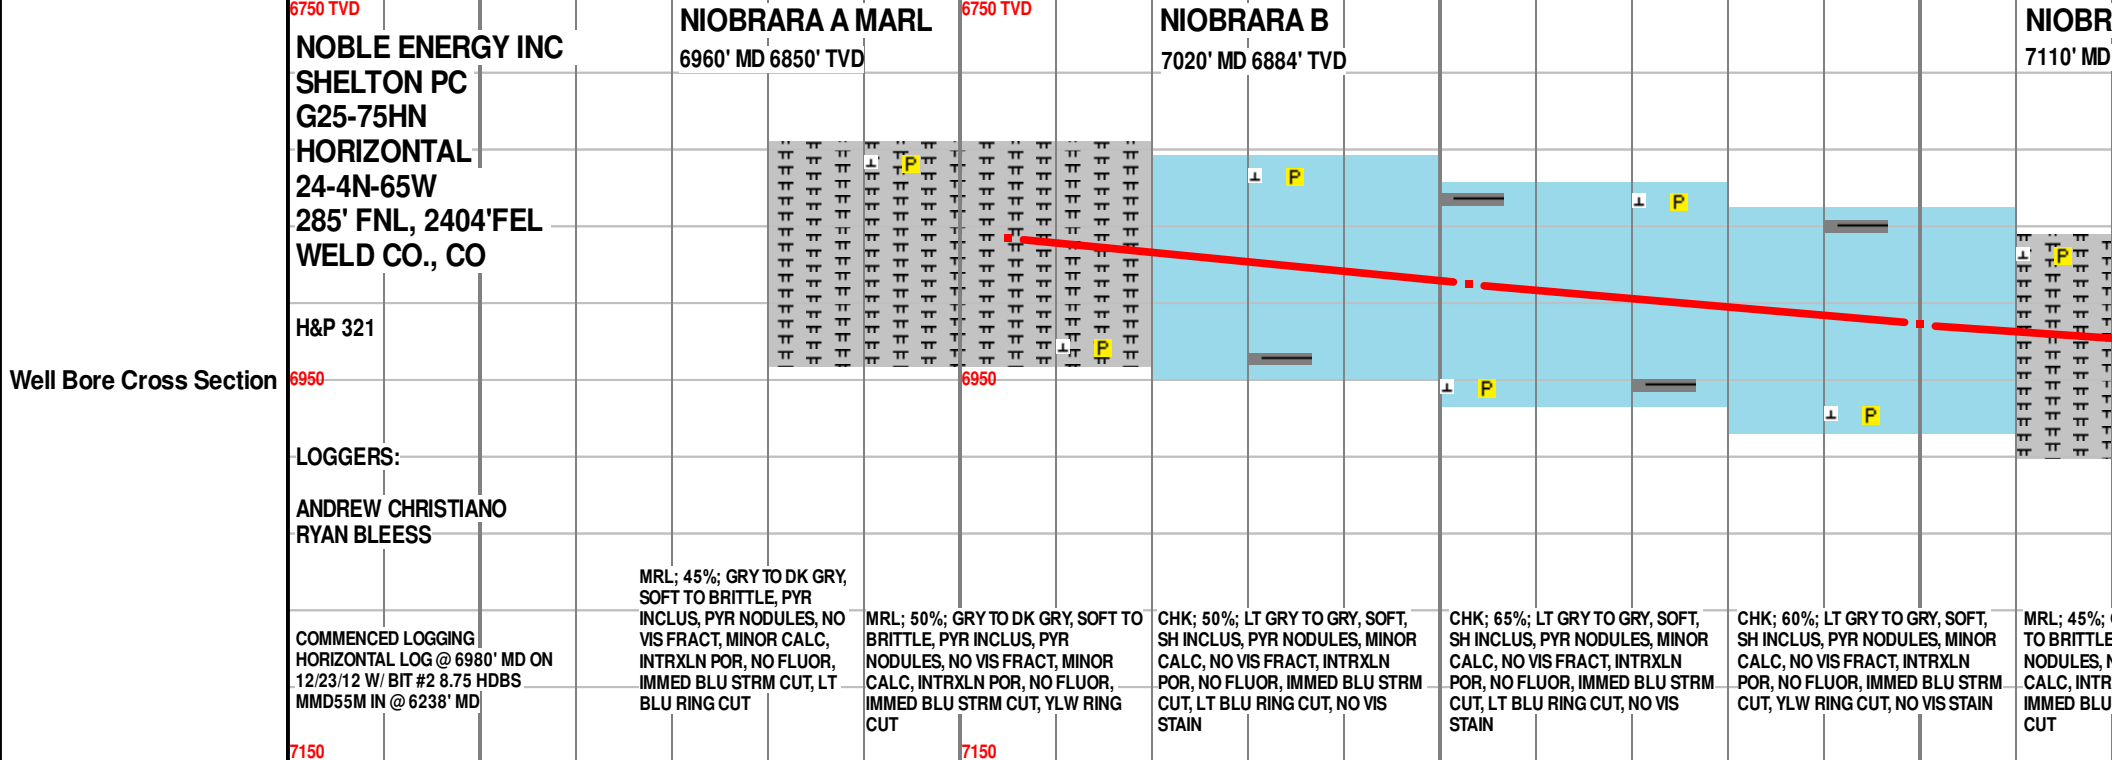 6750 TVD
NOBLE ENERGY INC
SHELTON PC
G25-75HN
HORIZONTAL
24-4N-65W
285' FNL, 2404'FEL
WELD CO., CO
H&P 321
Well Bore Cross Section
6950
LOGGERS:
ANDREW CHRISTIANO
RYAN BLEESS
COMMENCED LOGGING
HORIZONTAL LOG @ 6980' MD ON
12/23/12 W/ BIT #2 8.75 HDBS
MMD55M IN @ 6238' MD
7150
NIOBRARA A MARL
6960' MD 6850' TVD
6750 TVD
P
P
6950
MRL; 45%; GRY TO DK GRY,
SOFT TO BRITTLE, PYR
INCLUS, PYR NODULES, NO
VIS FRACT, MINOR CALC,
INTRXLN POR, NO FLUOR,
IMMED BLU STRM CUT, LT
BLU RING CUT
MRL; 50%; GRY TO DK GRY, SOFT TO
BRITTLE, PYR INCLUS, PYR
NODULES, NO VIS FRACT, MINOR
CALC, INTRXLN POR, NO FLUOR,
IMMED BLU STRM CUT, YLW RING
CUT
7150
NIOBRARA B
7020' MD 6884' TVD
P
P
P
P
CHK; 50%; LT GRY TO GRY, SOFT,
SH INCLUS, PYR NODULES, MINOR
CALC, NO VIS FRACT, INTRXLN
POR, NO FLUOR, IMMED BLU STRM
CUT, LT BLU RING CUT, NO VIS
STAIN
CHK; 65%; LT GRY TO GRY, SOFT,
SH INCLUS, PYR NODULES, MINOR
CALC, NO VIS FRACT, INTRXLN
POR, NO FLUOR, IMMED BLU STRM
CUT, LT BLU RING CUT, NO VIS
STAIN
CHK; 60%; LT GRY TO GRY, SOFT,
SH INCLUS, PYR NODULES, MINOR
CALC, NO VIS FRACT, INTRXLN
POR, NO FLUOR, IMMED BLU STRM
CUT, YLW RING CUT, NO VIS STAIN
NIOBR
7110' MD
P
MRL; 45%;
TO BRITTLE
NODULES,
CALC, INTR
IMMED BLU
CUT